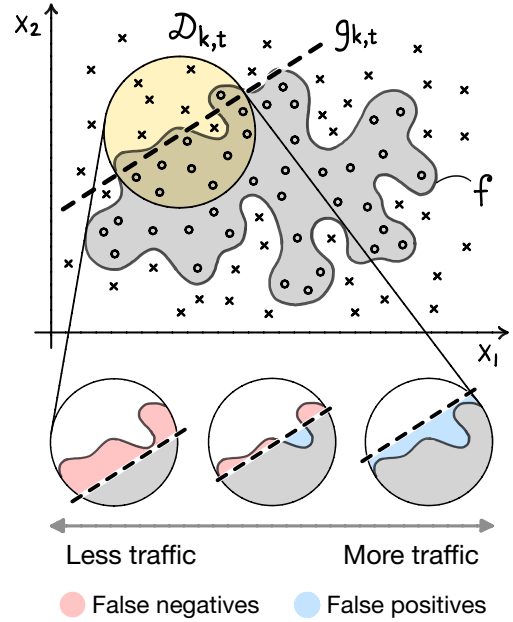 X₂
𝒟k,t
gk,t
f
X₁
Less traffic
More traffic
False negatives
False positives